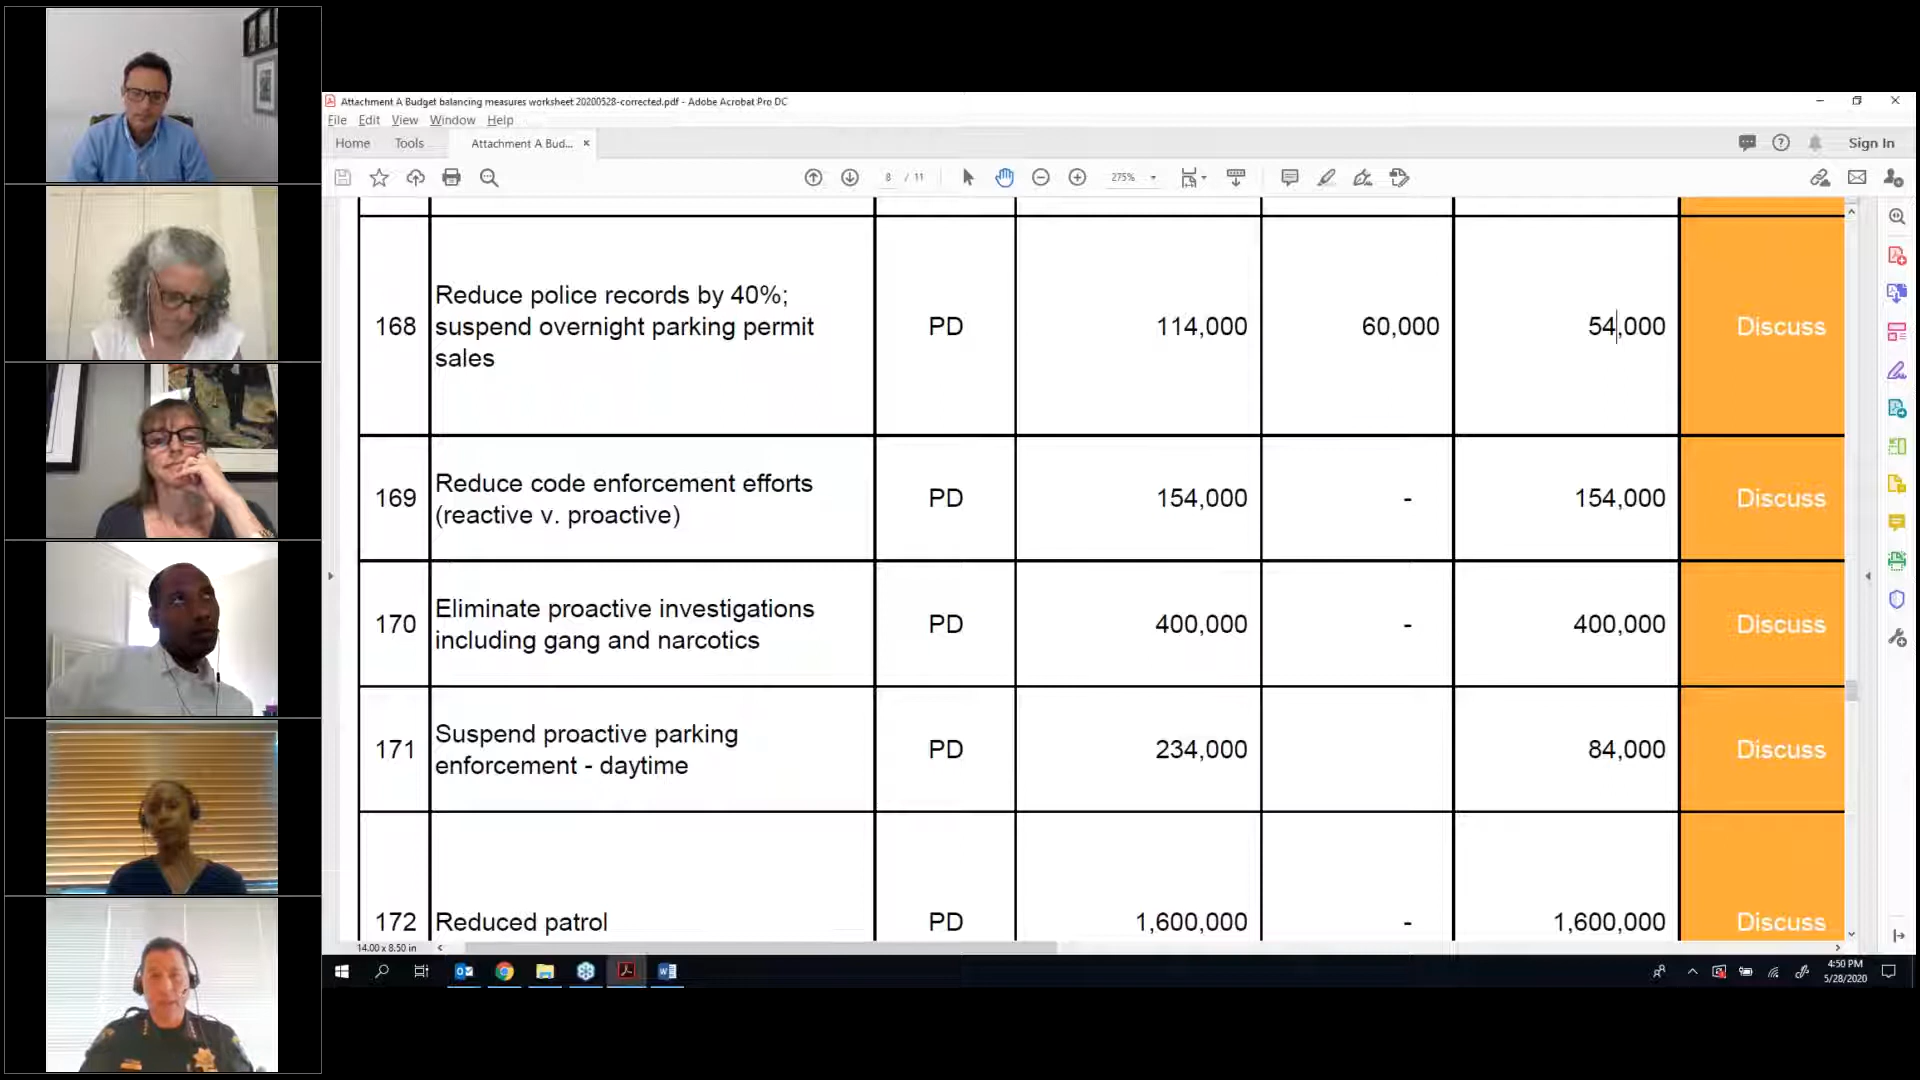 Attachment A Budget balancing measures worksheet 20200528-corrected.pdf - Adobe Acrobat Pro DC
File Edit View Window Help
Home Tools Attachment A Bud... ×
Sign In
8 / 11 275%
168 Reduce police records by 40%; suspend overnight parking permit sales PD 114,000 60,000 54,000 Discuss
169 Reduce code enforcement efforts (reactive v. proactive) PD 154,000 - 154,000 Discuss
170 Eliminate proactive investigations including gang and narcotics PD 400,000 - 400,000 Discuss
171 Suspend proactive parking enforcement - daytime PD 234,000 84,000 Discuss
172 Reduced patrol PD 1,600,000 - 1,600,000 Discuss
14.00 x 8.50 in
4:50 PM
5/28/2020